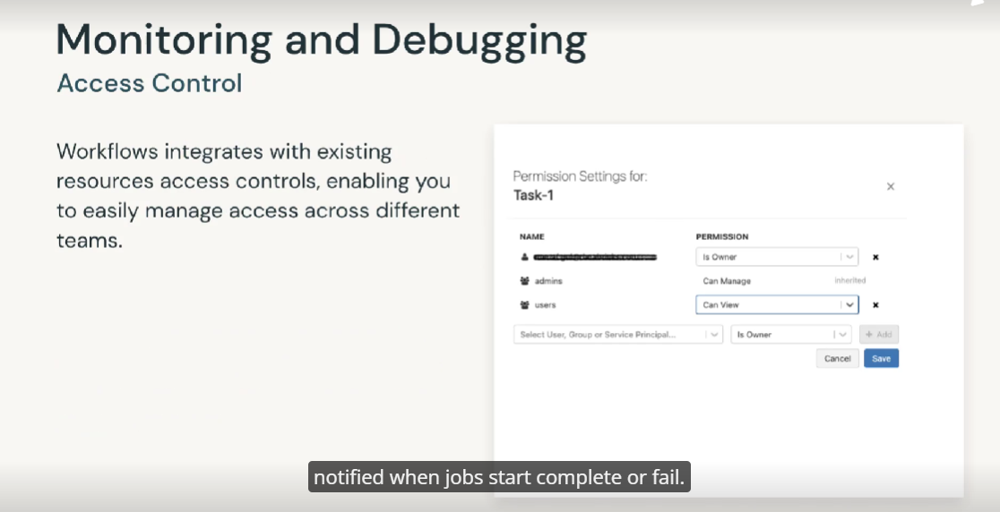 Monitoring and Debugging
Access Control
Workflows integrates with existing
resources access controls, enabling you
to easily manage access across different
teams.
Permission Settings for:
Task-1
NAME PERMISSION
Is Owner
admins Can Manage inherited
users Can View
Select User, Group or Service Principal... Is Owner + Add
Cancel Save
notified when jobs start complete or fail.